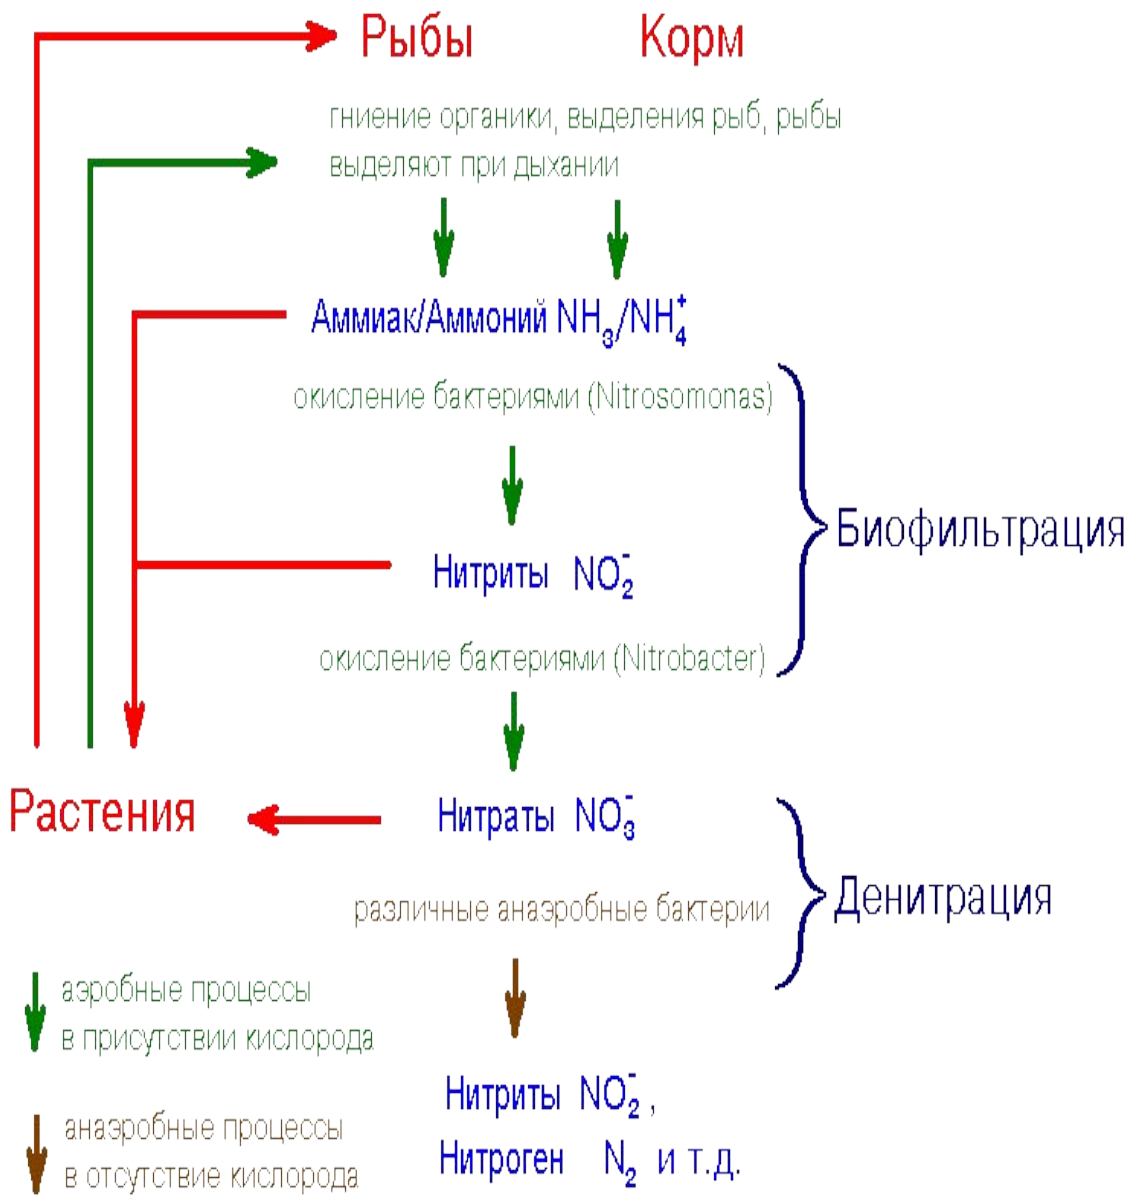 Рыбы Корм
гниение органики, выделения рыб, рыбы
выделяют при дыхании
Аммиак/Аммоний NH₃/NH₄⁺
окисление бактериями (Nitrosomonas)
Биофильтрация
Нитриты NO₂⁻
окисление бактериями (Nitrobacter)
Растения
Нитраты NO₃⁻
Денитрация
различные анаэробные бактерии
аэробные процессы
в присутствии кислорода
Нитриты NO₂⁻,
Нитроген N₂ и т.д.
анаэробные процессы
в отсутствие кислорода